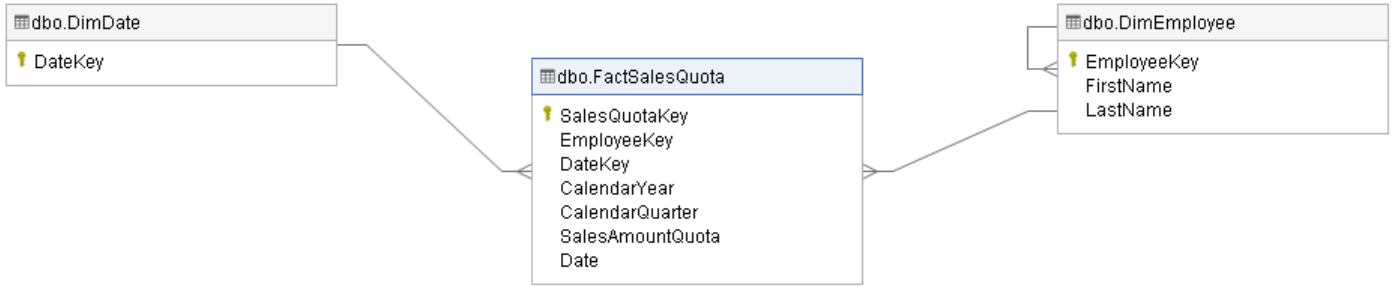 dbo.DimDate
DateKey
dbo.FactSalesQuota
SalesQuotaKey
EmployeeKey
DateKey
CalendarYear
CalendarQuarter
SalesAmountQuota
Date
dbo.DimEmployee
EmployeeKey
FirstName
LastName